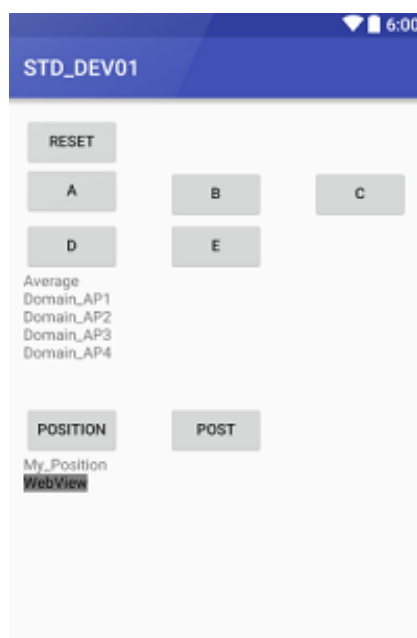 6:00
STD_DEV01
RESET
A B C
D E
Average
Domain_AP1
Domain_AP2
Domain_AP3
Domain_AP4
POSITION POST
My_Position
WebView